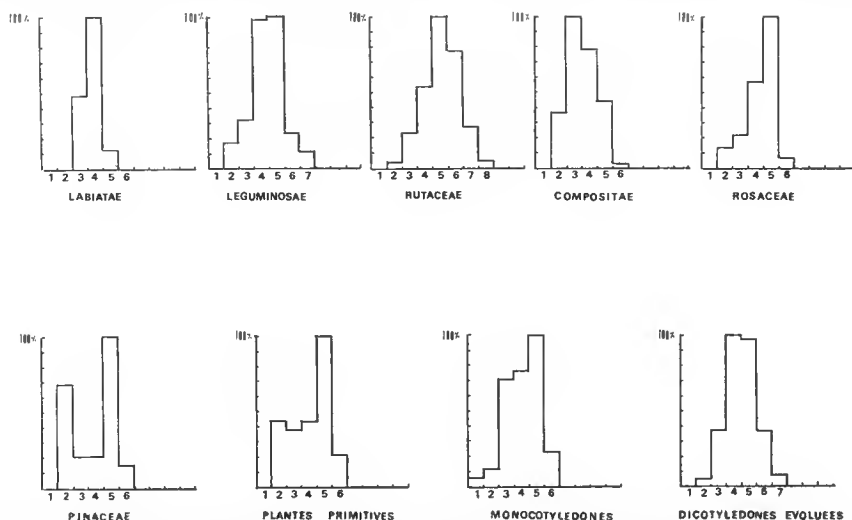 100% 100% 100% 100% 100%
1 2 3 4 5 6 1 2 3 4 5 6 7 1 2 3 4 5 6 7 8 1 2 3 4 5 6 1 2 3 4 5 6
LABIATAE LEGUMINOSAE RUTACEAE COMPOSITAE ROSACEAE
100% 100% 100% 100%
1 2 3 4 5 6 1 2 3 4 5 6 1 2 3 4 5 6 1 2 3 4 5 6 7
PINACEAE PLANTES PRIMITIVES MONOCOTYLEDONES DICOTYLEDONES EVOLUEES